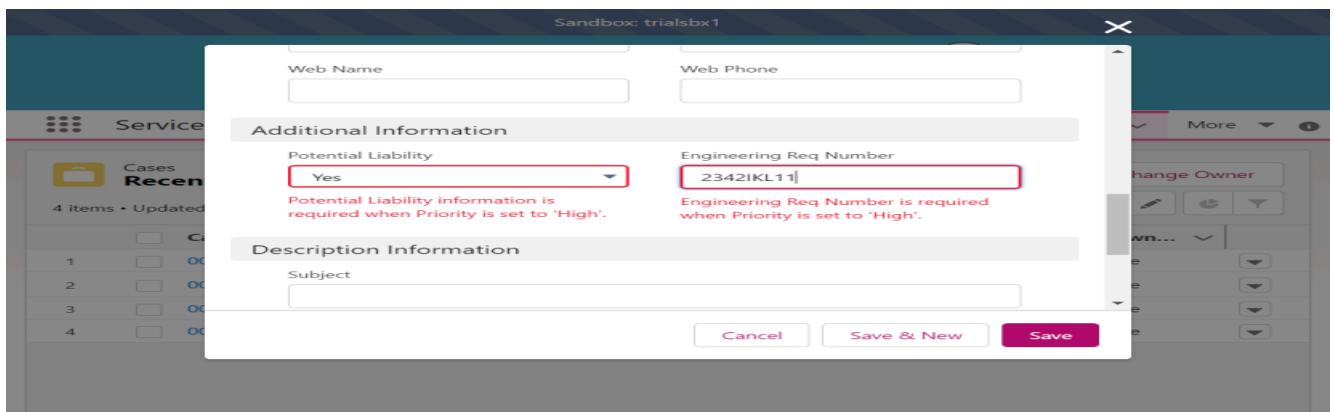 Sandbox: trialsbx1
Service
More
Cases
Recen
4 items • Updated
Change Owner
Web Name
Web Phone
Additional Information
Potential Liability
Engineering Req Number
Yes
2342IKL11
Potential Liability information is
required when Priority is set to 'High'.
Engineering Req Number is required
when Priority is set to 'High'.
Description Information
Subject
1
2
3
4
Cancel
Save & New
Save